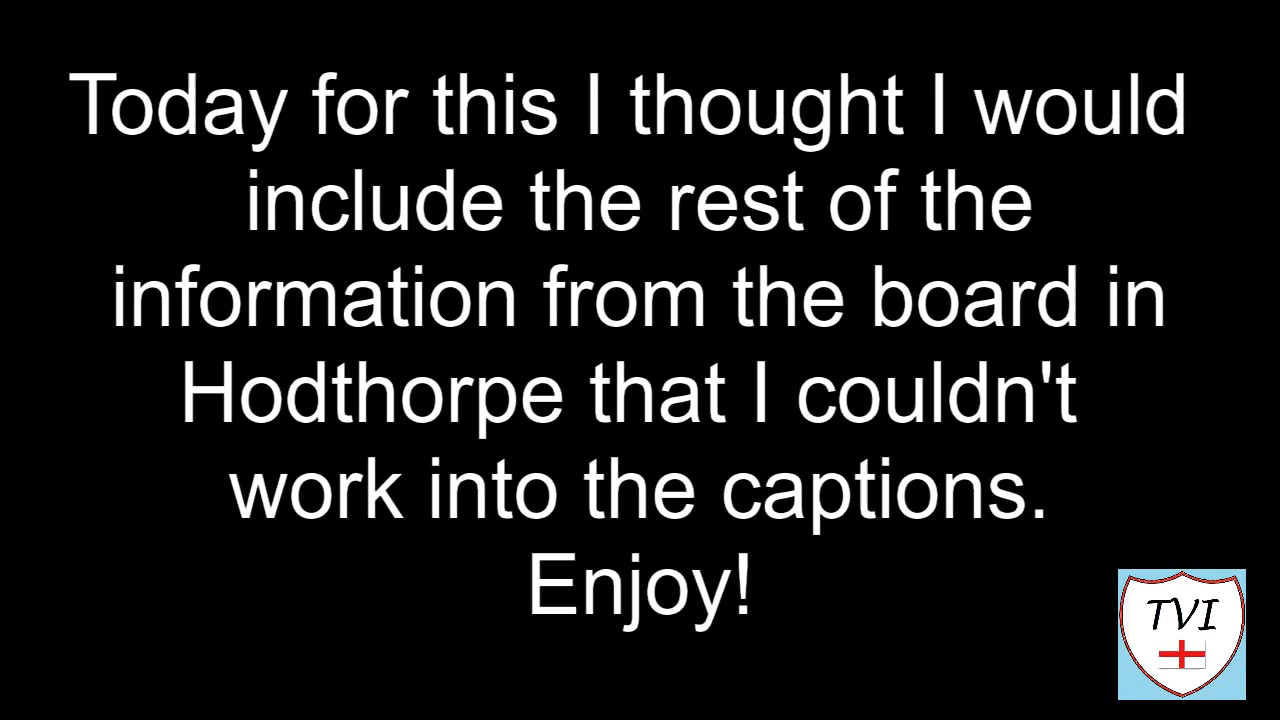 Today for this I thought I would
include the rest of the
information from the board in
Hodthorpe that I couldn't
work into the captions.
Enjoy!
TVI